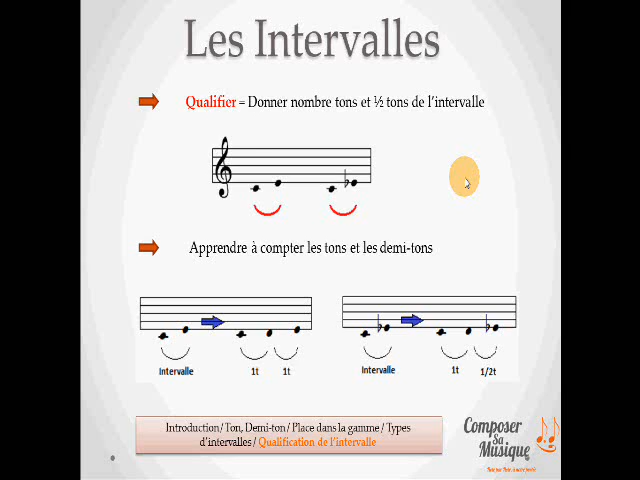 Les Intervalles
Qualifier = Donner nombre tons et ½ tons de l'intervalle
Apprendre à compter les tons et les demi-tons
Intervalle 1t 1t
Intervalle 1t 1/2t
Introduction/ Ton, Demi-ton/ Place dans la gamme/ Types
d'intervalles/ Qualification de l'intervalle
Composer
Sa
Musique